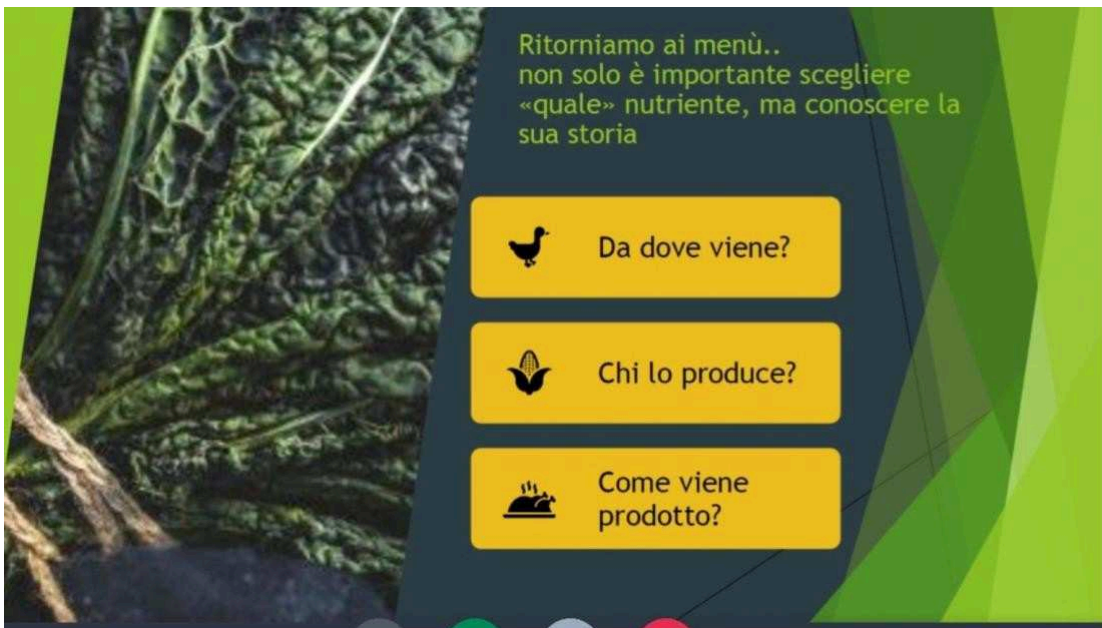 Ritorniamo ai menù..
non solo è importante scegliere
«quale» nutriente, ma conoscere la
sua storia
Da dove viene?
Chi lo produce?
Come viene
prodotto?